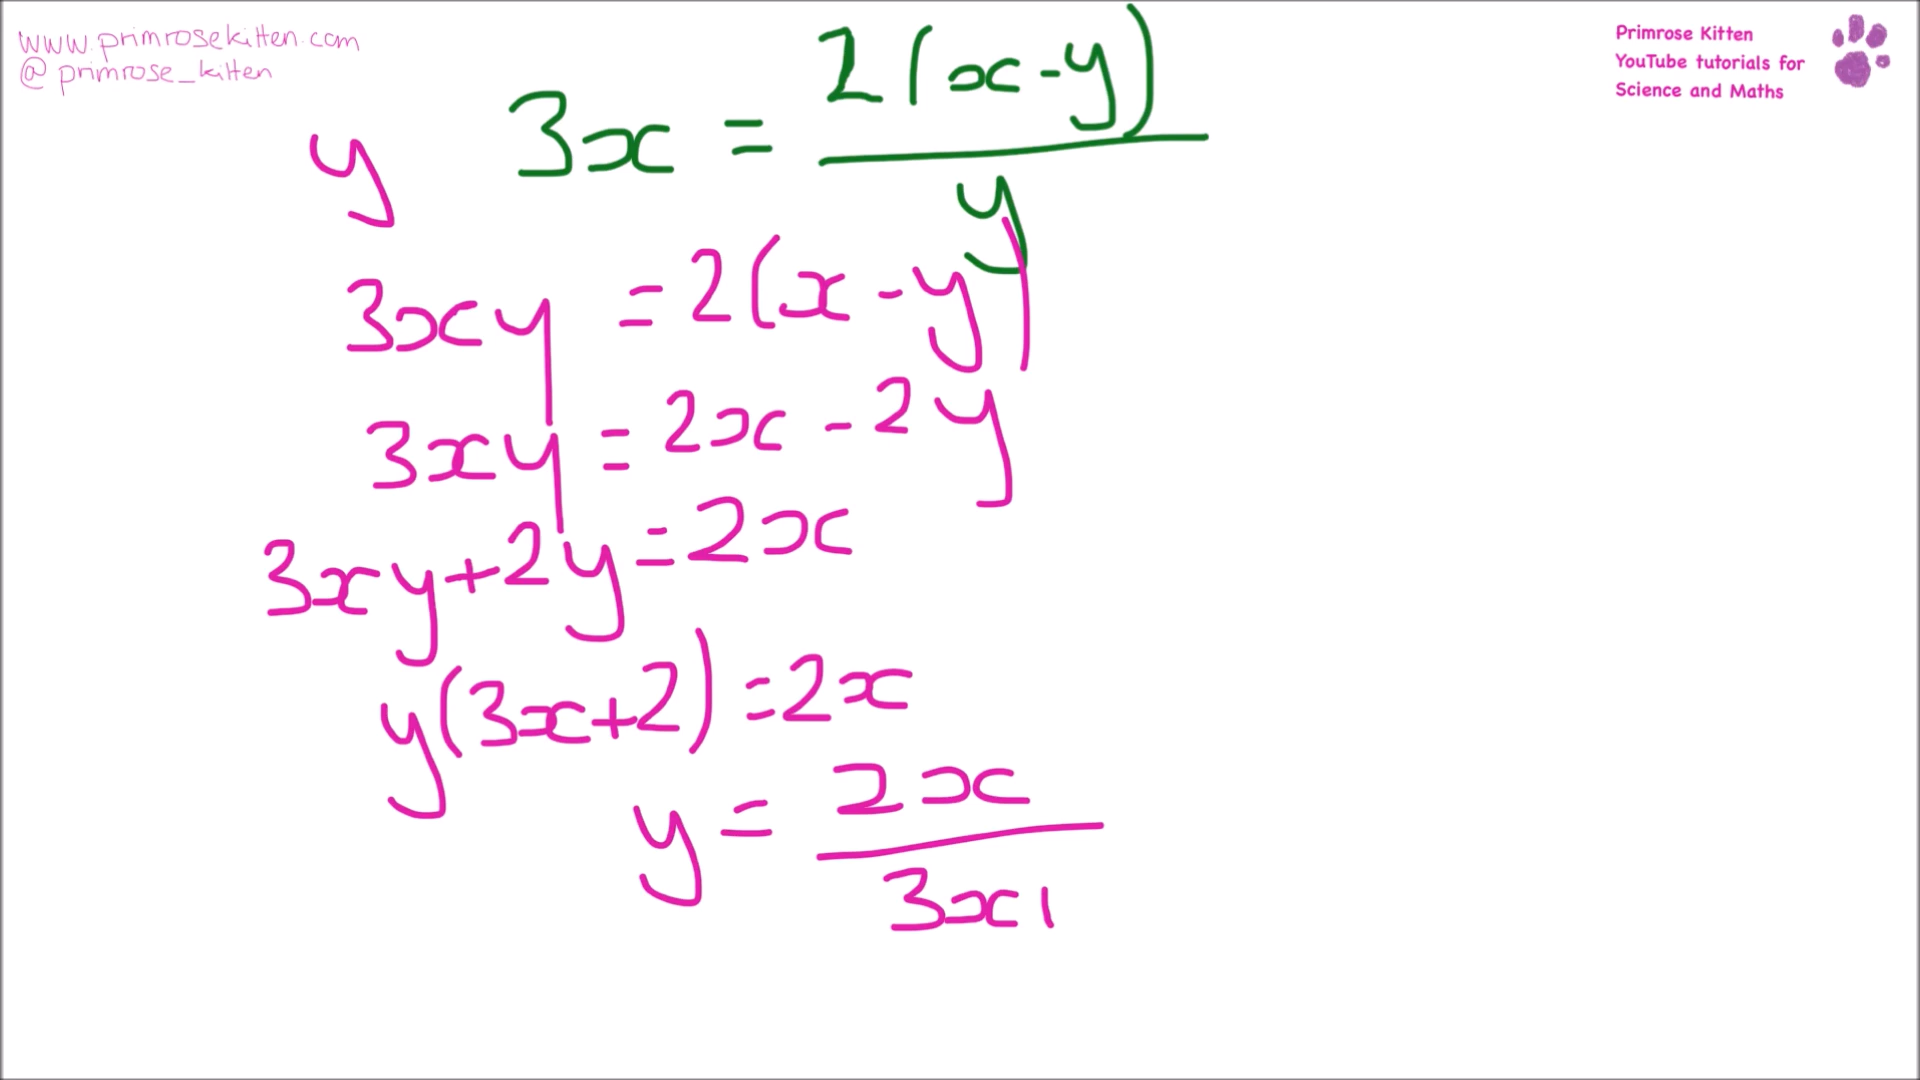 www.primrosekitten.com
@primrose_kitten
Primrose Kitten
YouTube tutorials for
Science and Maths
y
3x = 2(x-y)
y
3xy = 2(x-y)
3xy = 2x - 2y
3xy+2y=2x
y(3x+2)=2x
y = 2x
3x